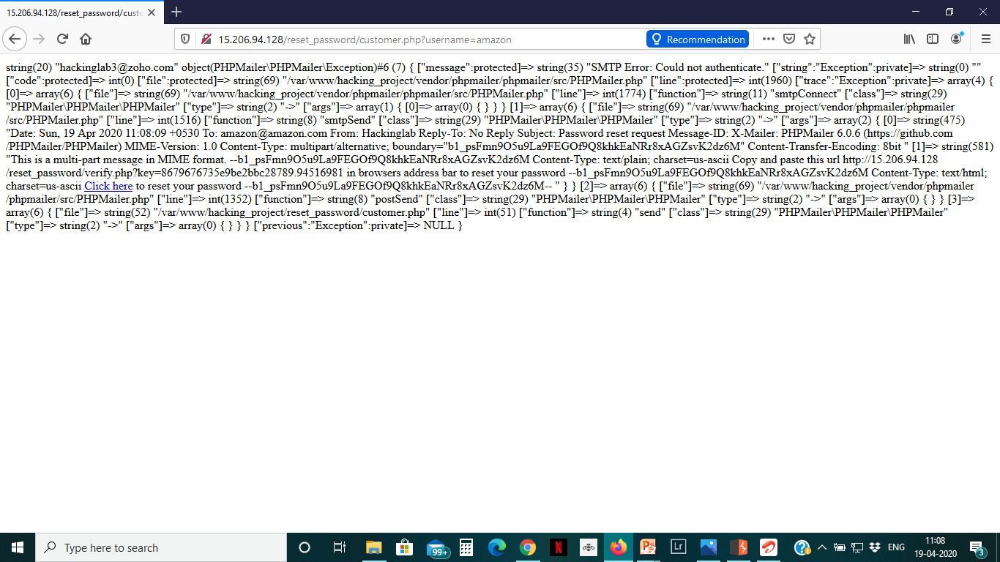 15.206.94.128/reset_password/custo
15.206.94.128/reset_password/customer.php?username=amazon
Recommendation
string(20) "hackinglab3@zoho.com" object(PHPMailer\PHPMailer\Exception)#6 (7) { ["message":protected]=> string(35) "SMTP Error: Could not authenticate." ["string":"Exception":private]=> string(0) ""
["code":protected]=> int(0) ["file":protected]=> string(69) "/var/www/hacking_project/vendor/phpmailer/phpmailer/src/PHPMailer.php" ["line":protected]=> int(1960) ["trace":"Exception":private]=> array(4) {
[0]=> array(6) { ["file"]=> string(69) "/var/www/hacking_project/vendor/phpmailer/phpmailer/src/PHPMailer.php" ["line"]=> int(1774) ["function"]=> string(11) "smtpConnect" ["class"]=> string(29)
"PHPMailer\PHPMailer\PHPMailer" ["type"]=> string(2) "->" ["args"]=> array(1) { [0]=> array(0) { } } } [1]=> array(6) { ["file"]=> string(69) "/var/www/hacking_project/vendor/phpmailer/phpmailer
/src/PHPMailer.php" ["line"]=> int(1516) ["function"]=> string(8) "smtpSend" ["class"]=> string(29) "PHPMailer\PHPMailer\PHPMailer" ["type"]=> string(2) "->" ["args"]=> array(2) { [0]=> string(475)
"Date: Sun, 19 Apr 2020 11:08:09 +0530 To: amazon@amazon.com From: Hackinglab Reply-To: No Reply Subject: Password reset request Message-ID: X-Mailer: PHPMailer 6.0.6 (https://github.com
/PHPMailer/PHPMailer) MIME-Version: 1.0 Content-Type: multipart/alternative; boundary="b1_psFmn9O5u9La9FEGOf9Q8khkEaNRr8xAGZsvK2dz6M" Content-Transfer-Encoding: 8bit " [1]=> string(581)
"This is a multi-part message in MIME format. --b1_psFmn9O5u9La9FEGOf9Q8khkEaNRr8xAGZsvK2dz6M Content-Type: text/plain; charset=us-ascii Copy and paste this url http://15.206.94.128
/reset_password/verify.php?key=8679676735e9be2bbc28789.94516981 in browsers address bar to reset your password --b1_psFmn9O5u9La9FEGOf9Q8khkEaNRr8xAGZsvK2dz6M Content-Type: text/html;
charset=us-ascii Click here to reset your password --b1_psFmn9O5u9La9FEGOf9Q8khkEaNRr8xAGZsvK2dz6M-- " } } [2]=> array(6) { ["file"]=> string(69) "/var/www/hacking_project/vendor/phpmailer
/phpmailer/src/PHPMailer.php" ["line"]=> int(1352) ["function"]=> string(8) "postSend" ["class"]=> string(29) "PHPMailer\PHPMailer\PHPMailer" ["type"]=> string(2) "->" ["args"]=> array(0) { } } [3]=>
array(6) { ["file"]=> string(52) "/var/www/hacking_project/reset_password/customer.php" ["line"]=> int(51) ["function"]=> string(4) "send" ["class"]=> string(29) "PHPMailer\PHPMailer\PHPMailer"
["type"]=> string(2) "->" ["args"]=> array(0) { } } } ["previous":"Exception":private]=> NULL }
Type here to search
99+
N
Lr
ENG
11:08
19-04-2020
3